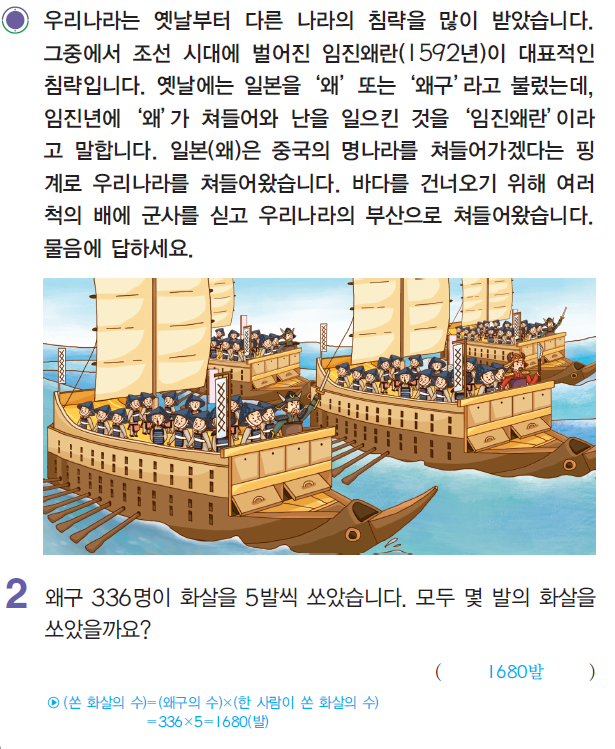 우리나라는 옛날부터 다른 나라의 침략을 많이 받았습니다.
그중에서 조선 시대에 벌어진 임진왜란(1592년)이 대표적인
침략입니다. 옛날에는 일본을 ‘왜’ 또는 ‘왜구’라고 불렀는데,
임진년에 ‘왜’가 쳐들어와 난을 일으킨 것을 ‘임진왜란’이라
고 말합니다. 일본(왜)은 중국의 명나라를 쳐들어가겠다는 핑
계로 우리나라를 쳐들어왔습니다. 바다를 건너오기 위해 여러
척의 배에 군사를 싣고 우리나라의 부산으로 쳐들어왔습니다.
물음에 답하세요.
2 왜구 336명이 화살을 5발씩 쏘았습니다. 모두 몇 발의 화살을
쏘았을까요?
( 1680발 )
(쏜 화살의 수)=(왜구의 수)×(한 사람이 쏜 화살의 수)
=336×5=1680(발)